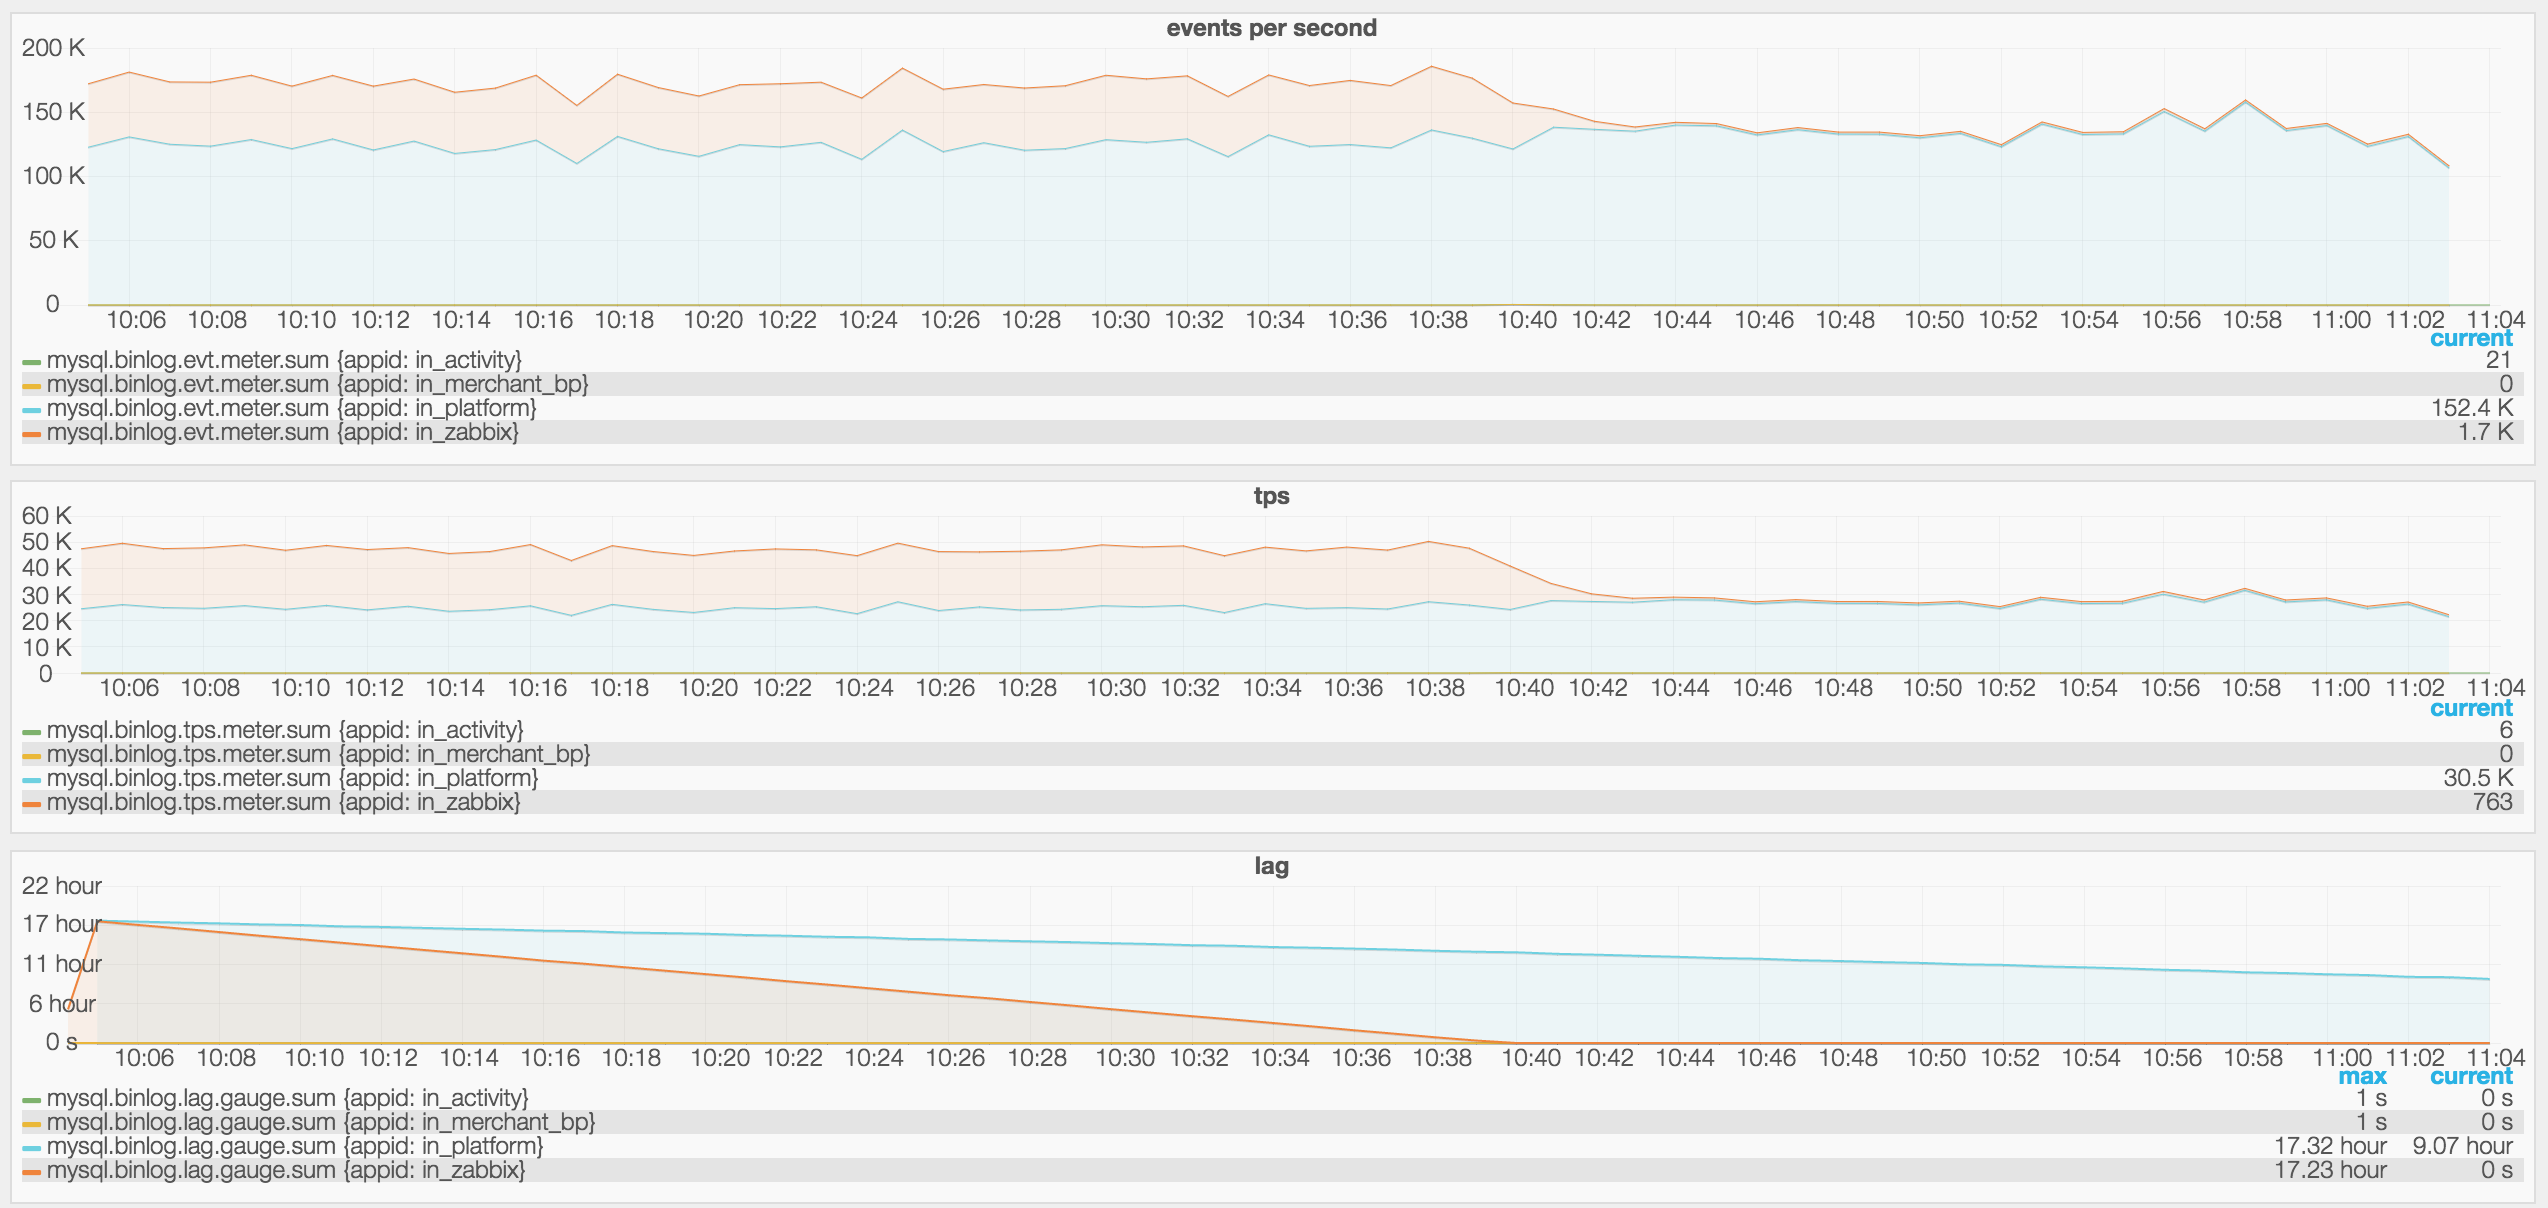 events per second
200 K
150 K
100 K
50 K
0
10:06 10:08 10:10 10:12 10:14 10:16 10:18 10:20 10:22 10:24 10:26 10:28 10:30 10:32 10:34 10:36 10:38 10:40 10:42 10:44 10:46 10:48 10:50 10:52 10:54 10:56 10:58 11:00 11:02 11:04
current
mysql.binlog.evt.meter.sum {appid: in_activity} 21
mysql.binlog.evt.meter.sum {appid: in_merchant_bp} 0
mysql.binlog.evt.meter.sum {appid: in_platform} 152.4 K
mysql.binlog.evt.meter.sum {appid: in_zabbix} 1.7 K
tps
60 K
50 K
40 K
30 K
20 K
10 K
0
10:06 10:08 10:10 10:12 10:14 10:16 10:18 10:20 10:22 10:24 10:26 10:28 10:30 10:32 10:34 10:36 10:38 10:40 10:42 10:44 10:46 10:48 10:50 10:52 10:54 10:56 10:58 11:00 11:02 11:04
current
mysql.binlog.tps.meter.sum {appid: in_activity} 6
mysql.binlog.tps.meter.sum {appid: in_merchant_bp} 0
mysql.binlog.tps.meter.sum {appid: in_platform} 30.5 K
mysql.binlog.tps.meter.sum {appid: in_zabbix} 763
lag
22 hour
17 hour
11 hour
6 hour
0 s
10:06 10:08 10:10 10:12 10:14 10:16 10:18 10:20 10:22 10:24 10:26 10:28 10:30 10:32 10:34 10:36 10:38 10:40 10:42 10:44 10:46 10:48 10:50 10:52 10:54 10:56 10:58 11:00 11:02 11:04
max current
mysql.binlog.lag.gauge.sum {appid: in_activity} 1 s 0 s
mysql.binlog.lag.gauge.sum {appid: in_merchant_bp} 1 s 0 s
mysql.binlog.lag.gauge.sum {appid: in_platform} 17.32 hour 9.07 hour
mysql.binlog.lag.gauge.sum {appid: in_zabbix} 17.23 hour 0 s